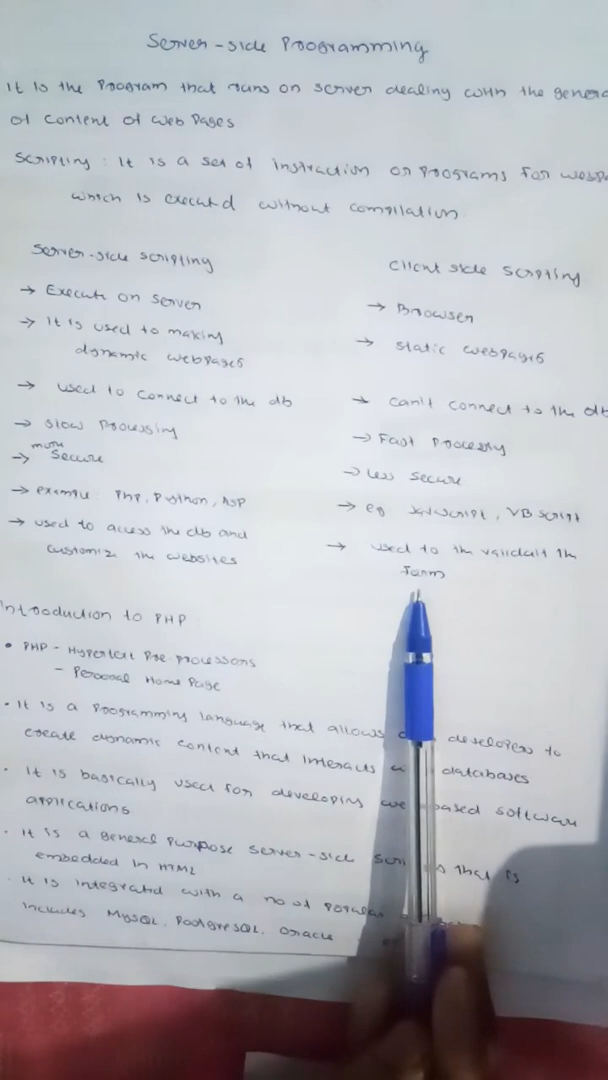 Server-side Programming
It is the Program that runs on server dealing with the genera
of content of web Pages
Scripting : It is a set of instraction or Programs for webpa
which is executed without compilation
Server-side scripting
→ Execute on server
→ It is used to making
dynamic webpages
→ used to connect to the db
→ slow Processing
→ more Secure
→ example: Php, Python, ASP
→ used to access the db and
customize the websites
Client side scripting
→ Browser
→ static webpages
→ can't connect to the db
→ Fast Processing
→ less secure
→ eg Javascript, VB script
→ used to the validate the
form
Introduction to PHP
• PHP - Hypertext Pre-processors
- Personal Home Page
• It is a Programming language that allows developers to
create dynamic content that interacts databases
• It is basically used for developing based software
applications
• It is a general purpose server-side that is
embedded in HTML
• It is integrated with a no of Popular
includes MySQL, PostgreSQL, Oracle